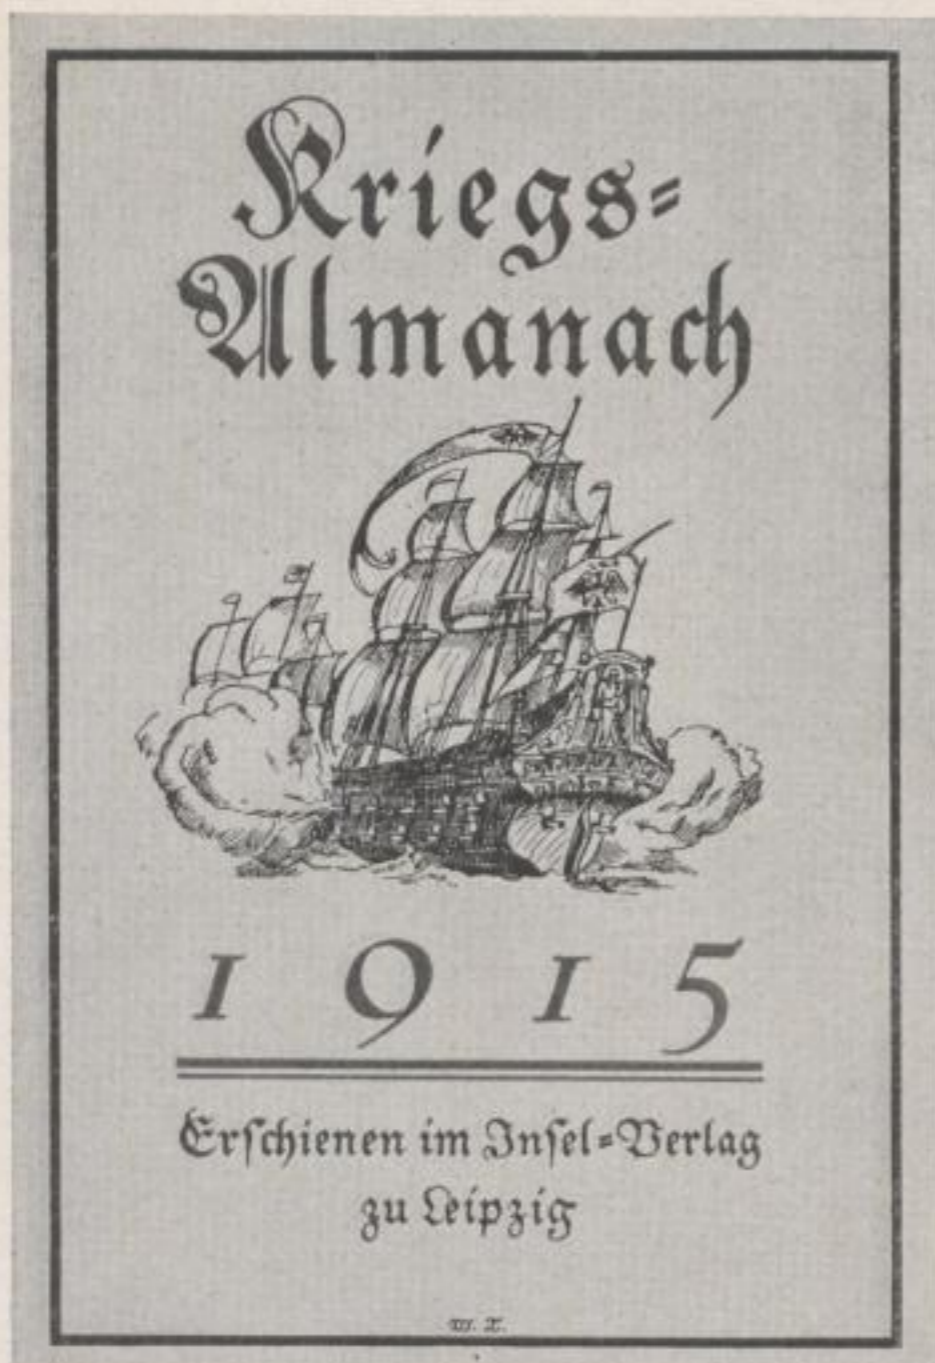 Kriegs-
Almanach
1915
Erschienen im Insel-Verlag
zu Leipzig
W. T.